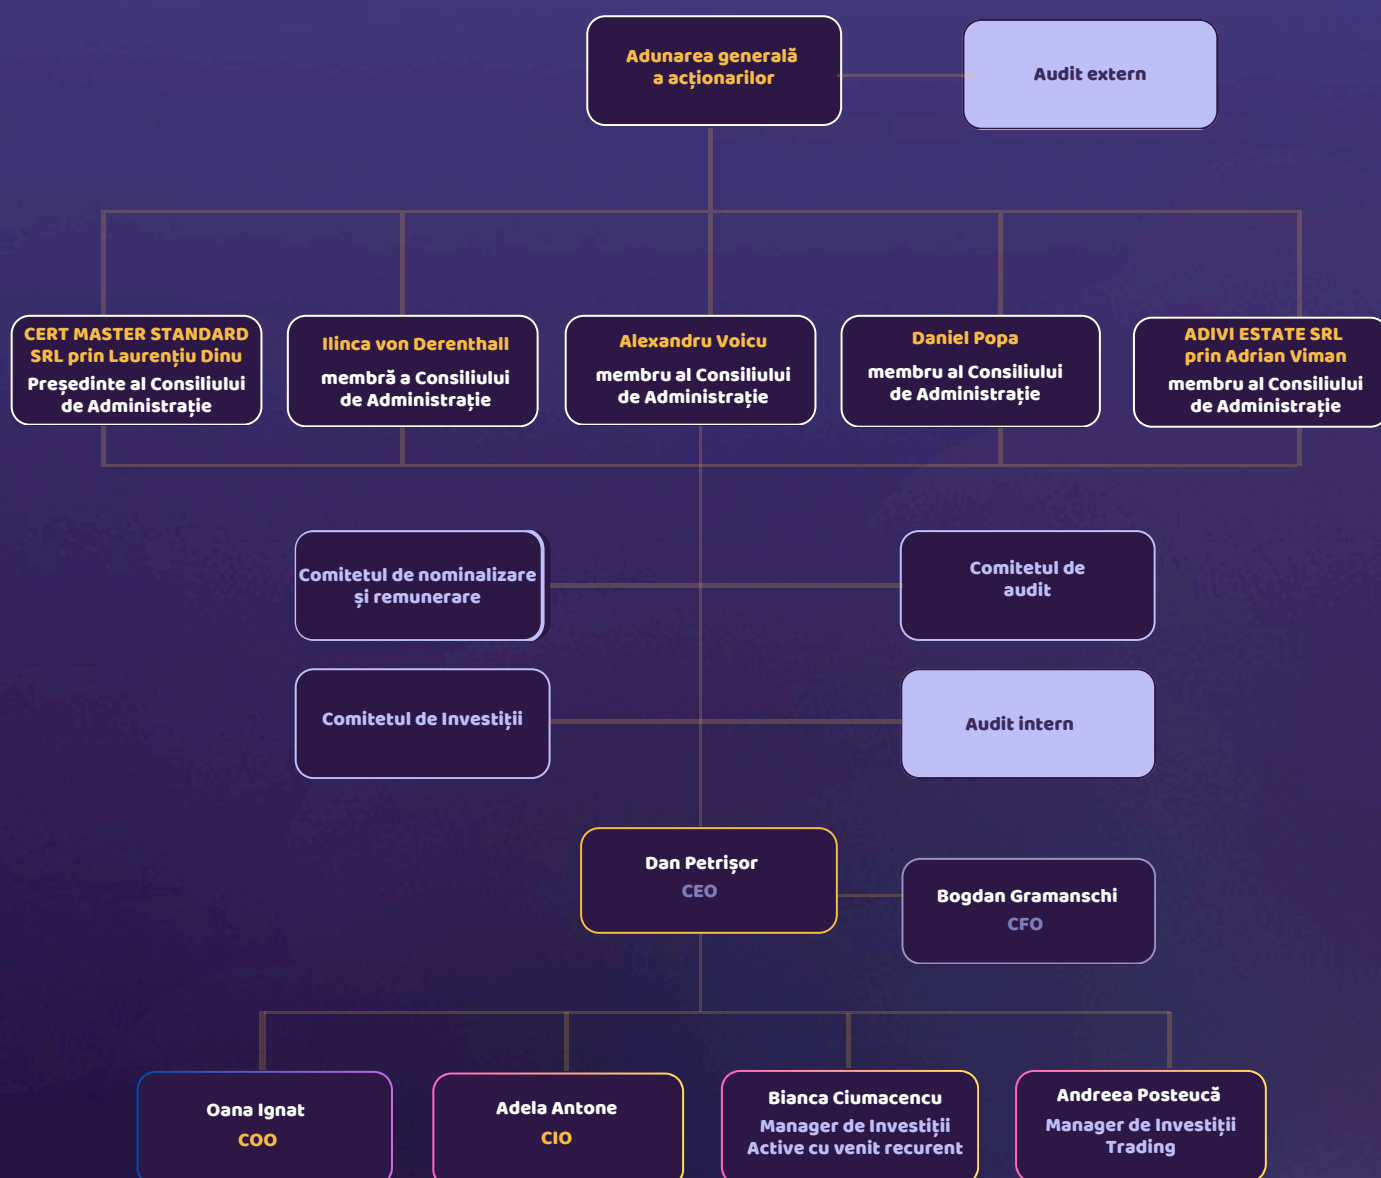 Adunarea generală
a acționarilor
Audit extern
CERT MASTER STANDARD
SRL prin Laurențiu Dinu
Președinte al Consiliului
de Administrație
Ilinca von Derenthall
membră a Consiliului
de Administrație
Alexandru Voicu
membru al Consiliului
de Administrație
Daniel Popa
membru al Consiliului
de Administrație
ADIVI ESTATE SRL
prin Adrian Viman
membru al Consiliului
de Administrație
Comitetul de nominalizare
și remunerare
Comitetul de
audit
Comitetul de Investiții
Audit intern
Dan Petrișor
CEO
Bogdan Gramanschi
CFO
Oana Ignat
COO
Adela Antone
CIO
Bianca Ciumacencu
Manager de Investiții
Active cu venit recurent
Andreea Posteucă
Manager de Investiții
Trading